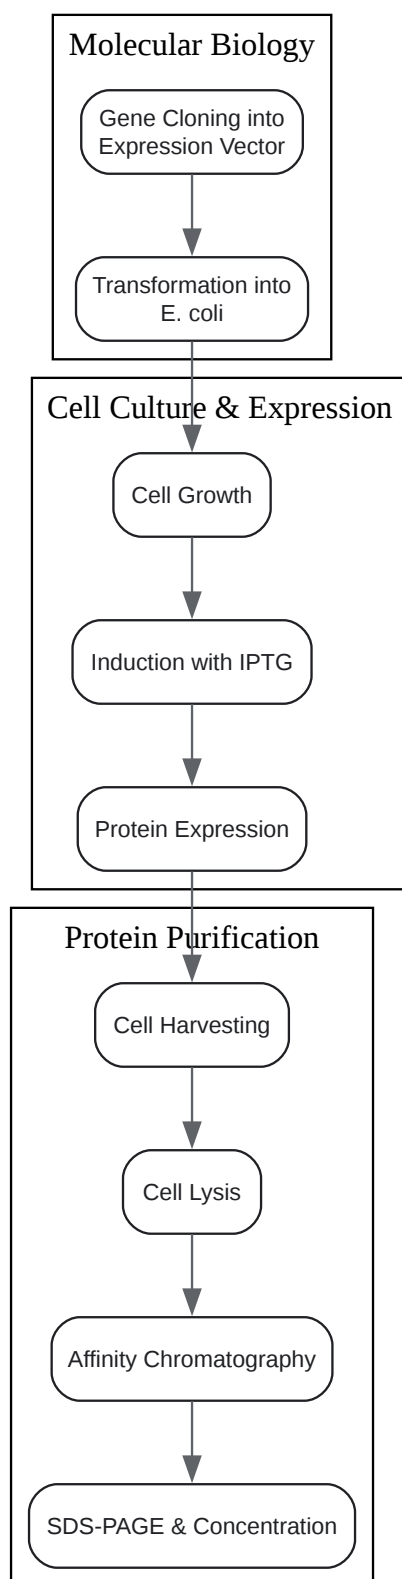 Molecular Biology
Gene Cloning into
Expression Vector
Transformation into
E. coli
Cell Culture & Expression
Cell Growth
Induction with IPTG
Protein Expression
Protein Purification
Cell Harvesting
Cell Lysis
Affinity Chromatography
SDS-PAGE & Concentration